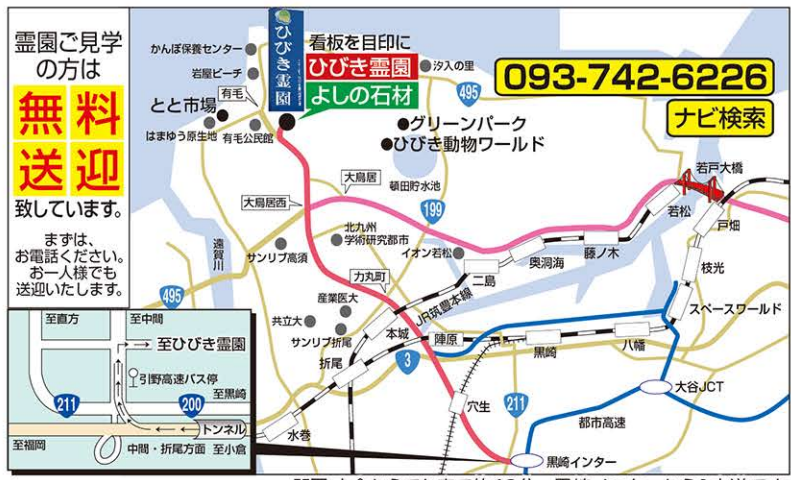 霊園ご見学
の方は
無料
送迎
致しています。
まずは、
お電話ください。
お一人様でも
送迎いたします。
かんぽ保養センター
岩屋ビーチ
有毛
とと市場
はまゆう原生地
有毛公民館
ひびき霊園
看板を目印に
ひびき霊園
よしの石材
汐入の里
495
093-742-6226
ナビ検索
グリーンパーク
ひびき動物ワールド
頓田貯水池
大鳥居
大鳥居西
199
若戸大橋
若松
戸畑
遠賀川
サンリブ高須
北九州
学術研究都市
イオン若松
二島
奥洞海
藤ノ木
枝光
スペースワールド
力丸町
JR筑豊本線
495
産業医大
共立大
サンリブ折尾
本城
陣原
折尾
3
黒崎
八幡
大谷JCT
穴生
211
都市高速
水巻
黒崎インター
至直方
至中間
至ひびき霊園
引野高速バス停
至黒崎
211
200
トンネル
至福岡
中間・折尾方面
至小倉